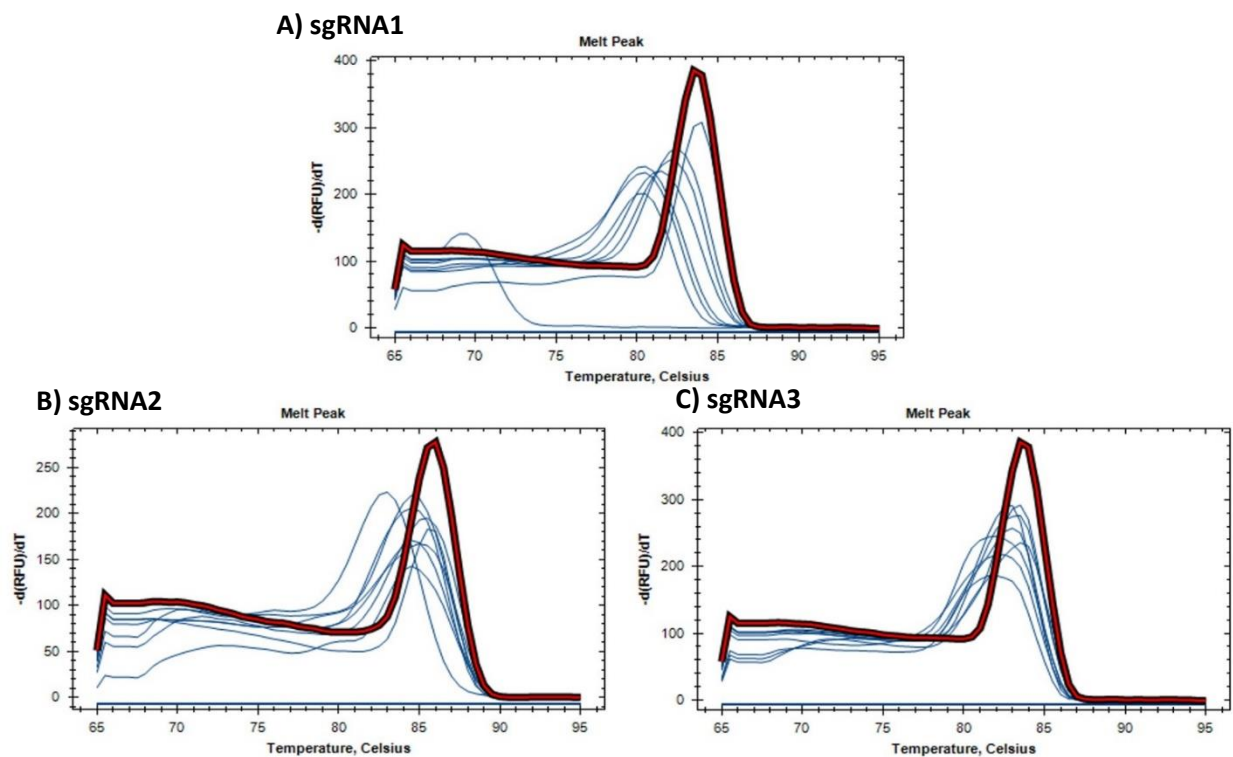 A) sgRNA1
Melt Peak
400
300
200
100
0
-d(RFU)/dT
65 70 75 80 85 90 95
Temperature, Celsius
B) sgRNA2
Melt Peak
250
200
150
100
50
0
-d(RFU)/dT
65 70 75 80 85 90 95
Temperature, Celsius
C) sgRNA3
Melt Peak
400
300
200
100
0
-d(RFU)/dT
65 70 75 80 85 90 95
Temperature, Celsius